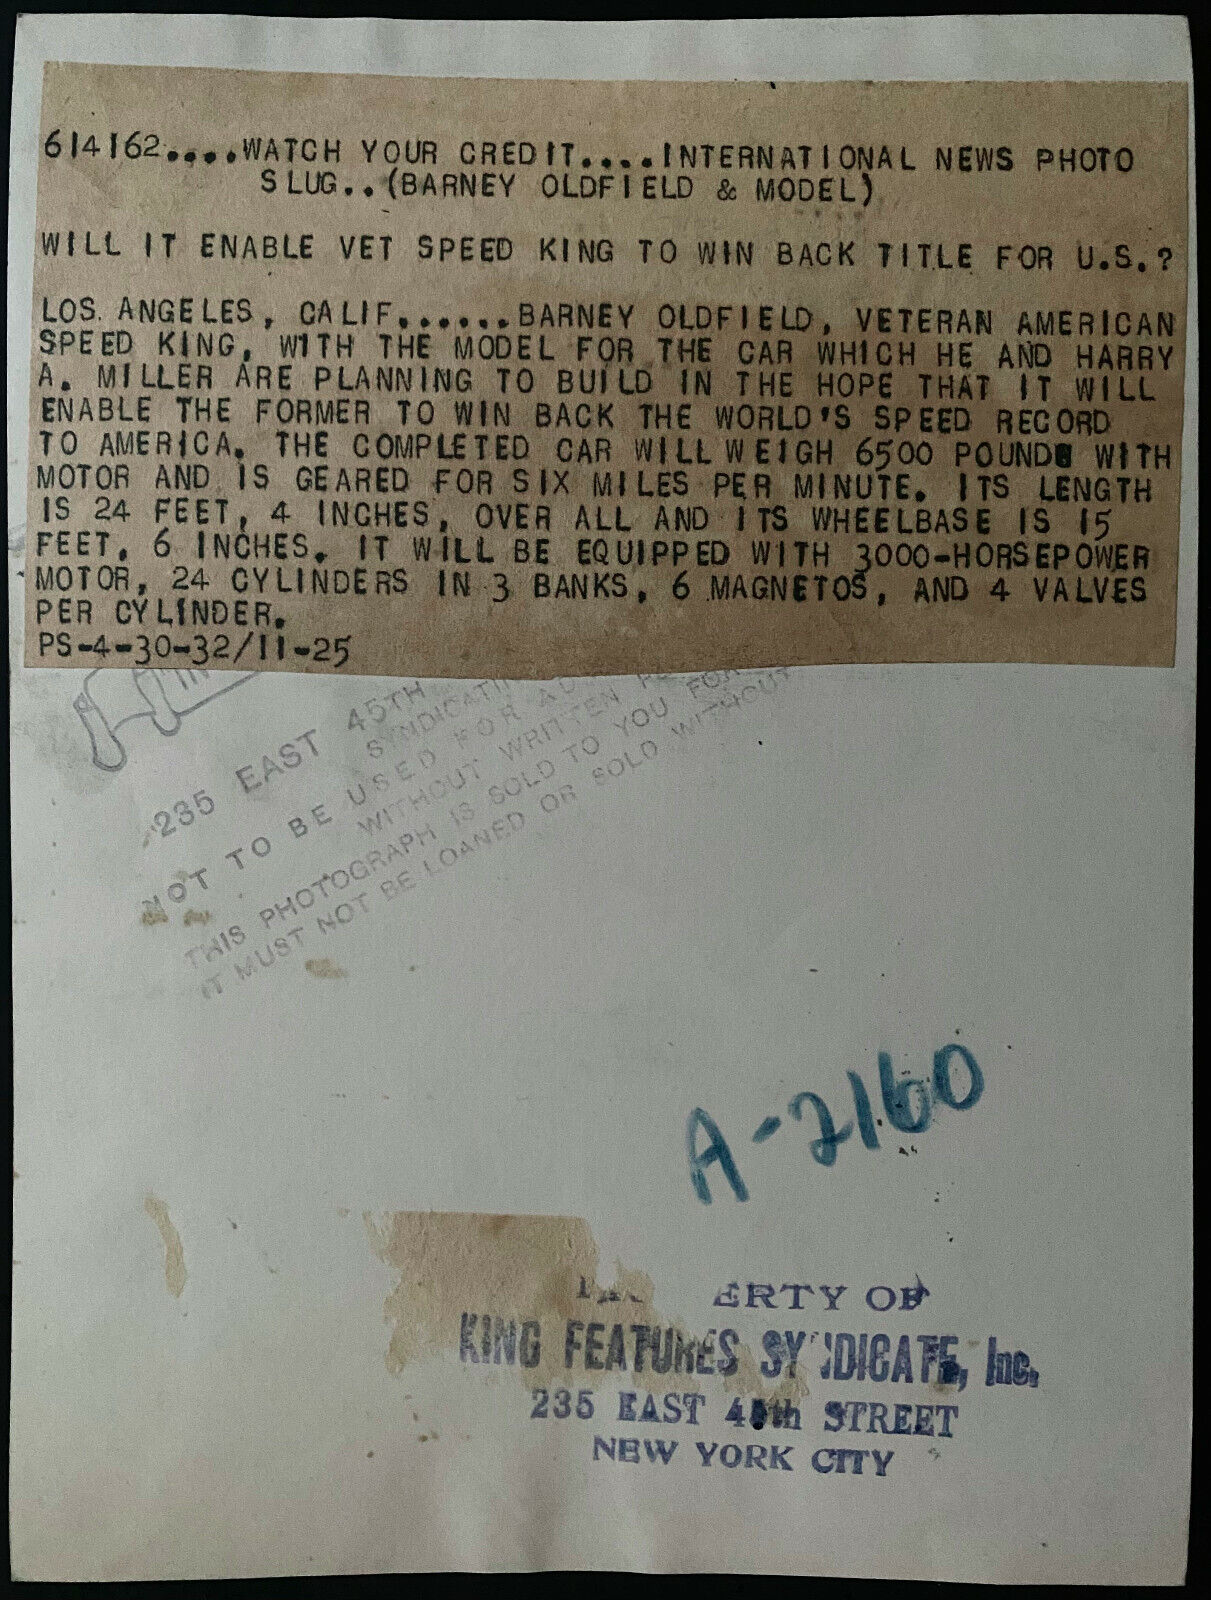 614162....WATCH YOUR CREDIT....INTERNATIONAL NEWS PHOTO
SLUG..(BARNEY OLDFIELD & MODEL)
WILL IT ENABLE VET SPEED KING TO WIN BACK TITLE FOR U.S.?
LOS ANGELES, CALIF......BARNEY OLDFIELD, VETERAN AMERICAN
SPEED KING, WITH THE MODEL FOR THE CAR WHICH HE AND HARRY
A. MILLER ARE PLANNING TO BUILD IN THE HOPE THAT IT WILL
ENABLE THE FORMER TO WIN BACK THE WORLD'S SPEED RECORD
TO AMERICA. THE COMPLETED CAR WILL WEIGH 6500 POUNDS WITH
MOTOR AND IS GEARED FOR SIX MILES PER MINUTE. ITS LENGTH
IS 24 FEET, 4 INCHES, OVER ALL AND ITS WHEELBASE IS 15
FEET, 6 INCHES. IT WILL BE EQUIPPED WITH 3000-HORSEPOWER
MOTOR, 24 CYLINDERS IN 3 BANKS, 6 MAGNETOS, AND 4 VALVES
PER CYLINDER.
PS-4-30-32/11-25
IN
235 EAST 45TH
SYNDICATIN
NOT TO BE USED FOR AD
WITHOUT WRITTEN PE
THIS PHOTOGRAPH IS SOLD TO YOU FOR
IT MUST NOT BE LOANED OR SOLD WITHOUT
A-2160
ERTY OF
KING FEATURES SYNDICATE, Inc.
235 EAST 45th STREET
NEW YORK CITY